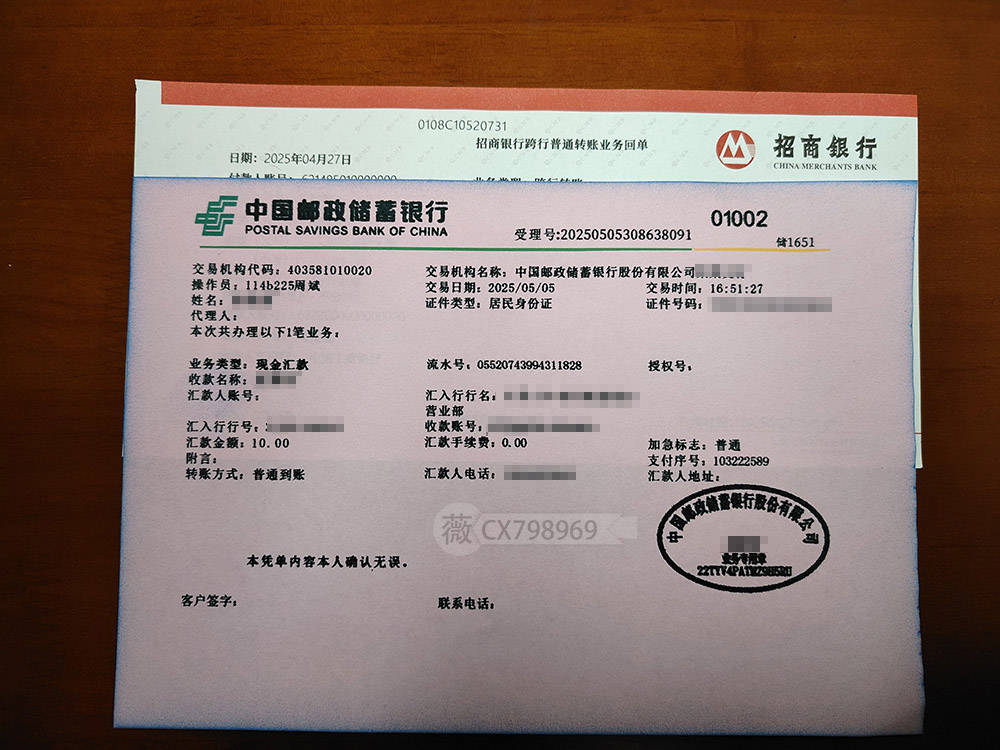 0108C10520731
招商银行跨行普通转账业务回单
招商银行
CHINA MERCHANTS BANK
日期：2025年04月27日
中国邮政储蓄银行
POSTAL SAVINGS BANK OF CHINA
受理号:20250505308638091
01002
储1651
交易机构代码：403581010020 交易机构名称：中国邮政储蓄银行股份有限公司
操作员：114b225周斌 交易日期：2025/05/05 交易时间：16:51:27
姓名： 证件类型：居民身份证 证件号码：
代理人：
本次共办理以下1笔业务：
业务类型：现金汇款 流水号：05520743994311828 授权号：
收款名称：
汇款人账号： 汇入行行名：
营业部
汇入行行号： 收款账号：
汇款金额：10.00 汇款手续费：0.00 加急标志：普通
附言： 支付序号：103222589
转账方式：普通到账 汇款人电话： 汇款人地址：
薇 CX798969
中国邮政储蓄银行股份有限公司
业务专用章
本凭单内容本人确认无误。
客户签字： 联系电话：